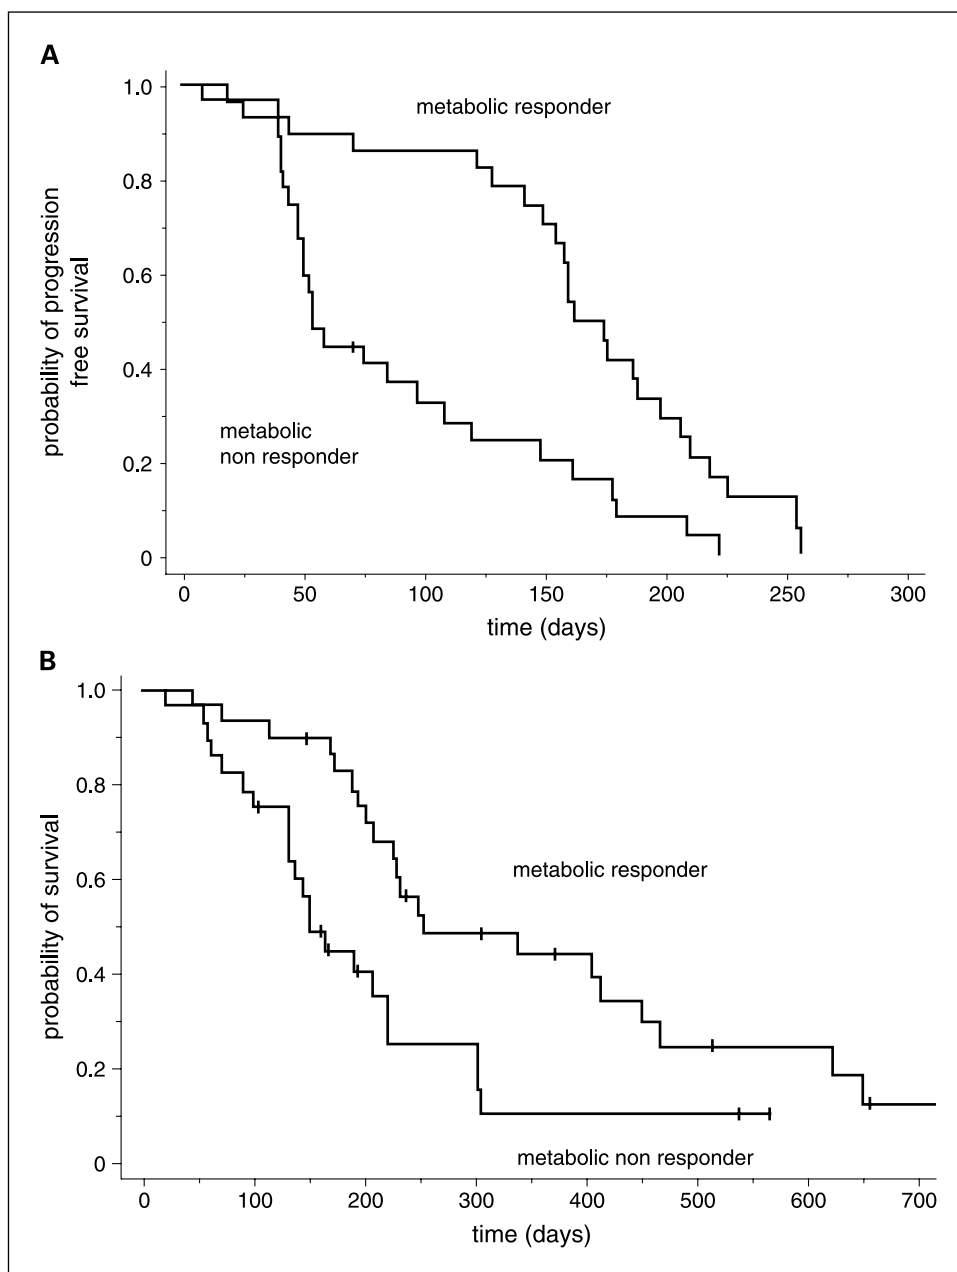 A
1.0
0.8
0.6
0.4
0.2
0
probability of progression
free survival
metabolic responder
metabolic
non responder
0 50 100 150 200 250 300
time (days)
B
1.0
0.8
0.6
0.4
0.2
0
probability of survival
metabolic responder
metabolic non responder
0 100 200 300 400 500 600 700
time (days)